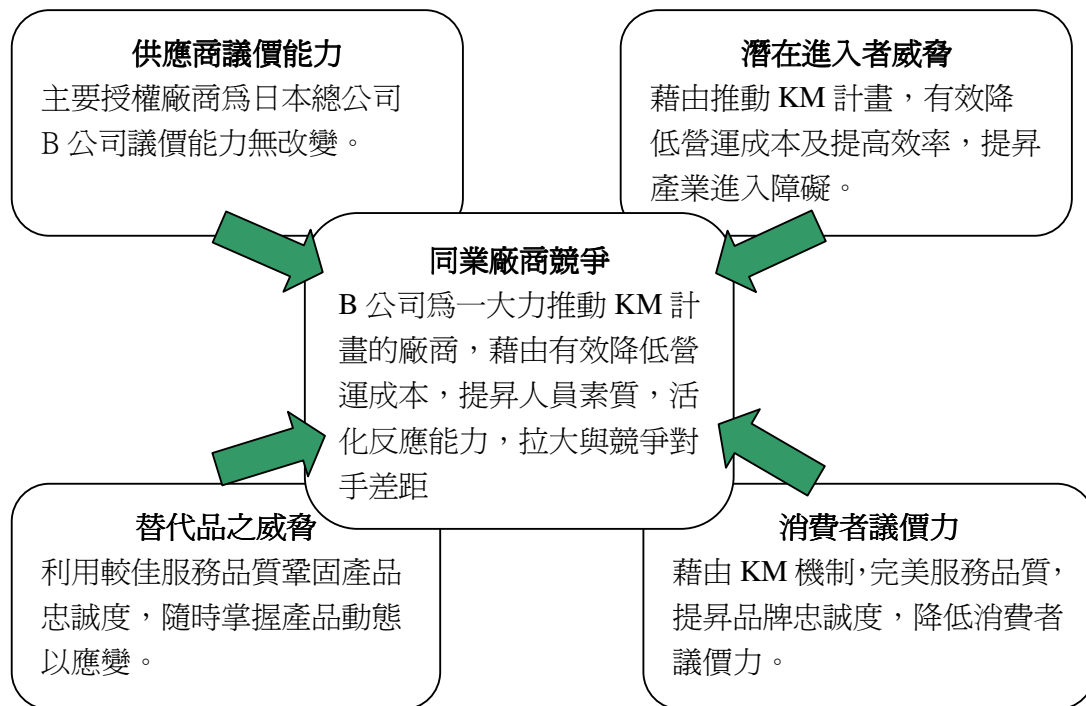 供應商議價能力
主要授權廠商為日本總公司
B 公司議價能力無改變。
潛在進入者威脅
藉由推動 KM 計畫，有效降
低營運成本及提高效率，提昇
產業進入障礙。
同業廠商競爭
B 公司為一大力推動 KM 計
畫的廠商，藉由有效降低營
運成本，提昇人員素質，活
化反應能力，拉大與競爭對
手差距
替代品之威脅
利用較佳服務品質鞏固產品
忠誠度，隨時掌握產品動態
以應變。
消費者議價力
藉由 KM 機制，完美服務品質，
提昇品牌忠誠度，降低消費者
議價力。